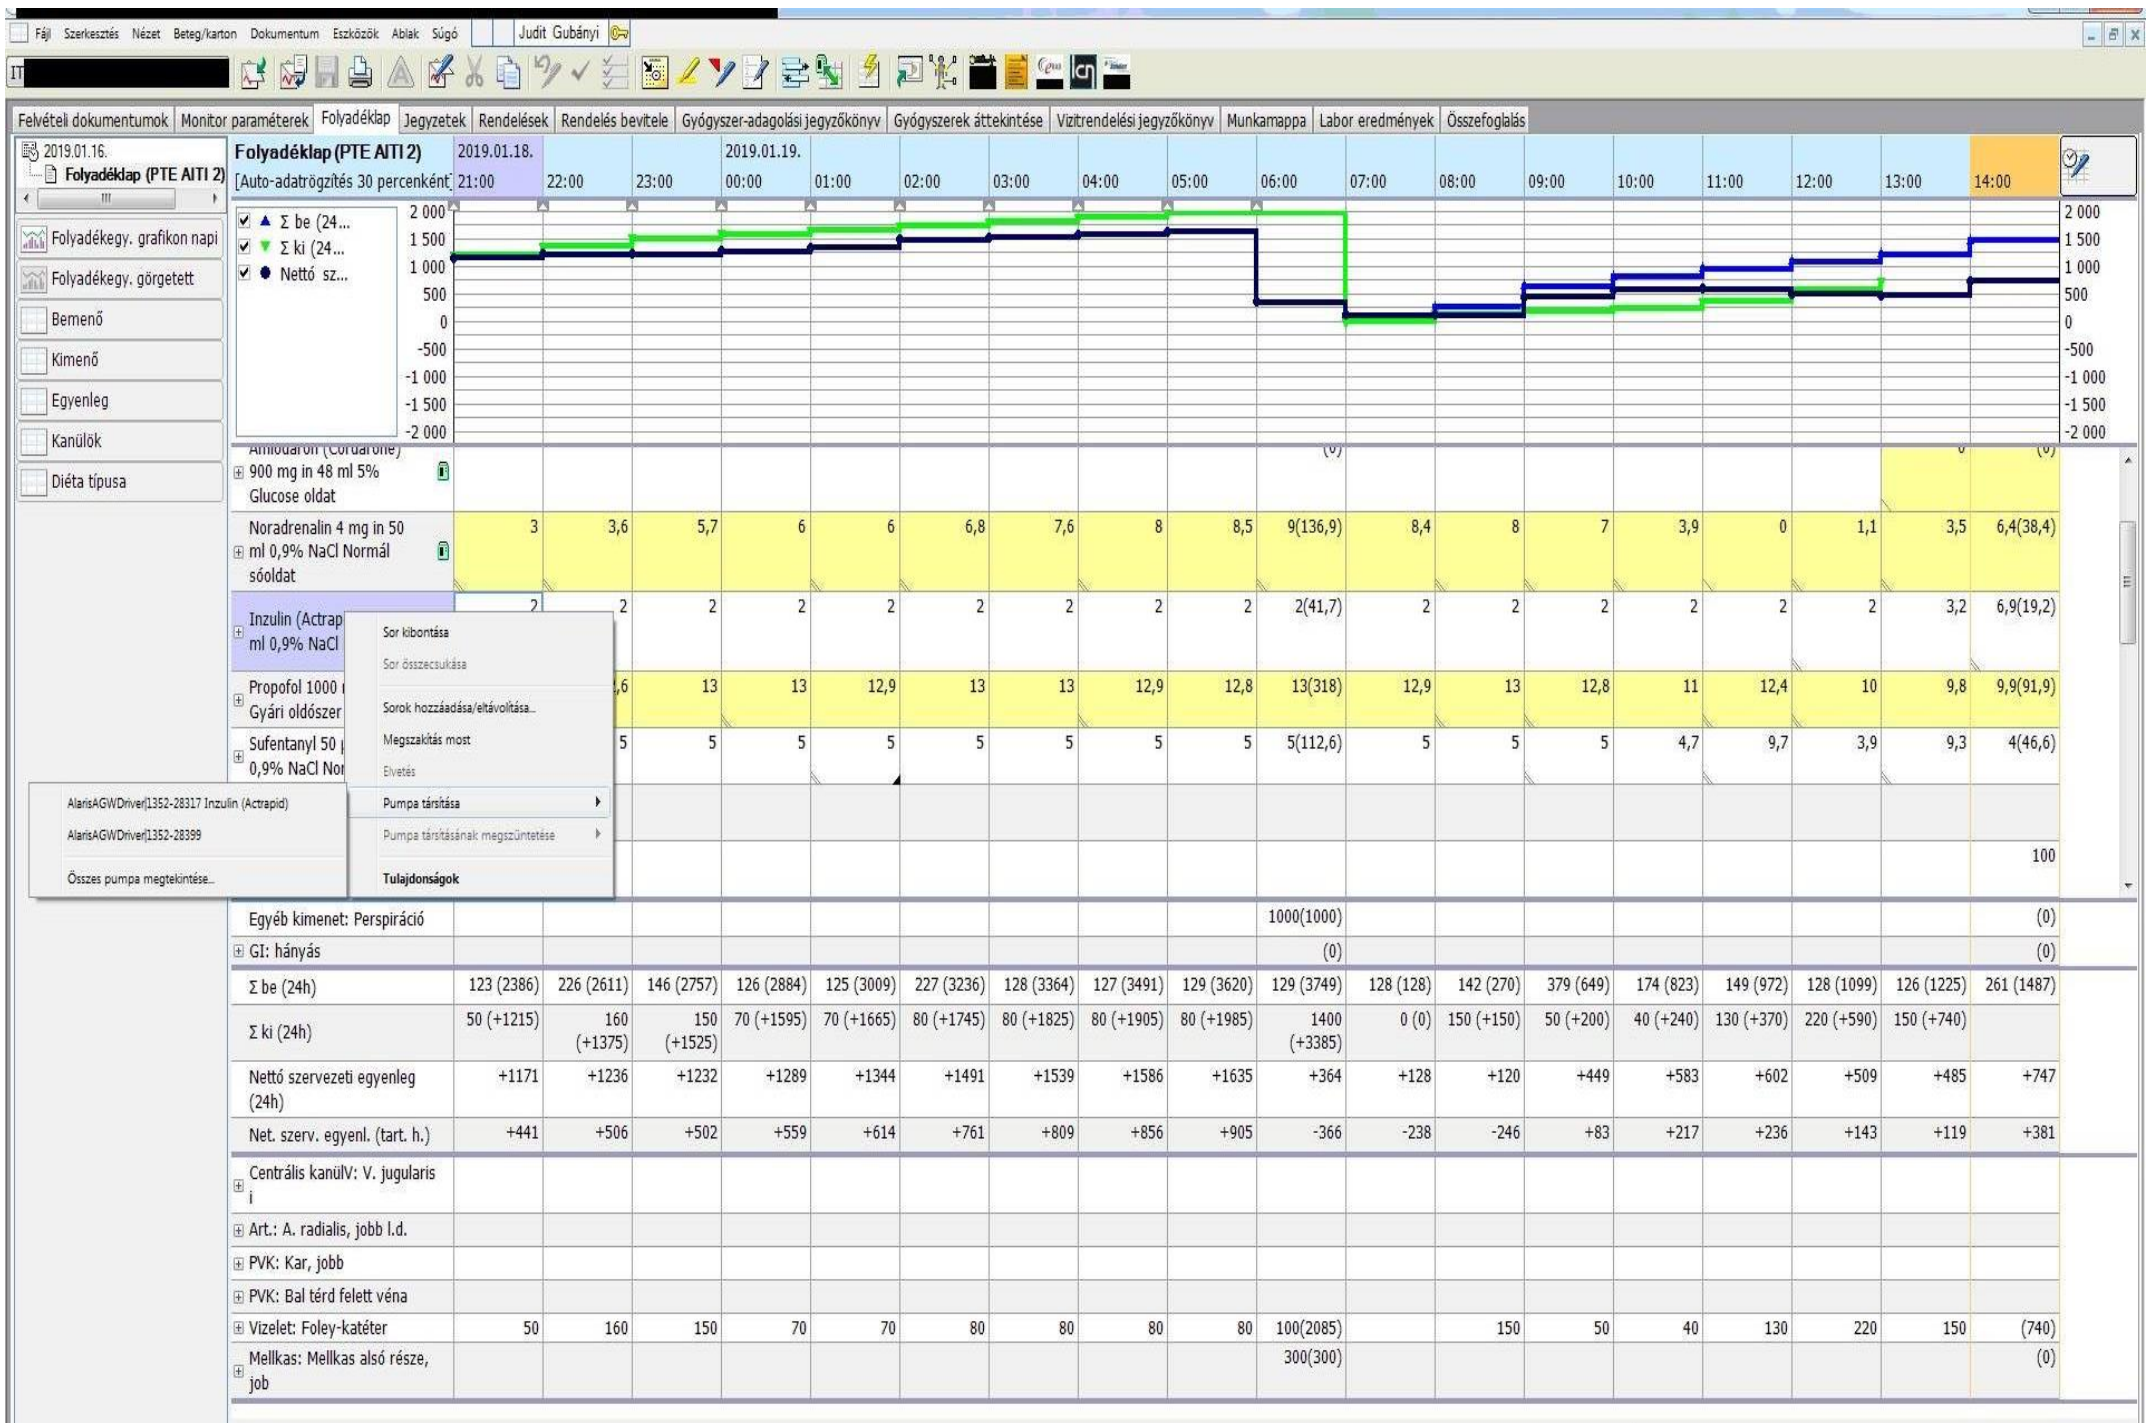 Fájl Szerkesztés Nézet Beteg/karton Dokumentum Eszközök Ablak Súgó Judit Gubányi
Felvételi dokumentumok Monitor paraméterek Folyadéklap Jegyzetek Rendelések Rendelés bevitele Gyógyszer-adagolási jegyzőkönyv Gyógyszerek áttekintése Vizitrendelési jegyzőkönyv Munkamappa Labor eredmények Összefoglalás
2019.01.16.
Folyadéklap (PTE AITI 2)
Folyadékegy. grafikon napi
Folyadékegy. görgetett
Bemenő
Kimenő
Egyenleg
Kanülök
Diéta típusa
Folyadéklap (PTE AITI 2) 2019.01.18. 2019.01.19.
[Auto-adatrögzítés 30 percenként] 21:00 22:00 23:00 00:00 01:00 02:00 03:00 04:00 05:00 06:00 07:00 08:00 09:00 10:00 11:00 12:00 13:00 14:00
Σ be (24...
Σ ki (24...
Nettó sz...
2 000 2 000
1 500 1 500
1 000 1 000
500 500
0 0
-500 -500
-1 000 -1 000
-1 500 -1 500
-2 000 -2 000
Amiodaron (Cordarone) (0) 0 (0)
900 mg in 48 ml 5%
Glucose oldat
Noradrenalin 4 mg in 50 3 3,6 5,7 6 6 6,8 7,6 8 8,5 9(136,9) 8,4 8 7 3,9 0 1,1 3,5 6,4(38,4)
ml 0,9% NaCl Normál
sóoldat
Inzulin (Actrap 2 2 2 2 2 2 2 2 2 2(41,7) 2 2 2 2 2 2 3,2 6,9(19,2)
ml 0,9% NaCl
Propofol 1000 ,6 13 13 12,9 13 13 12,9 12,8 13(318) 12,9 13 12,8 11 12,4 10 9,8 9,9(91,9)
Gyári oldószer
Sufentanyl 50 5 5 5 5 5 5 5 5 5(112,6) 5 5 5 4,7 9,7 3,9 9,3 4(46,6)
0,9% NaCl Nor
100
Sor kibontása
Sor összecsukása
Sorok hozzáadása/eltávolítása...
Megszakítás most
Elvetés
Pumpa társítása
Pumpa társításának megszüntetése
Tulajdonságok
AlarisAGWDriver|1352-28317 Inzulin (Actrapid)
AlarisAGWDriver|1352-28399
Összes pumpa megtekintése...
Egyéb kimenet: Perspiráció 1000(1000) (0)
GI: hányás (0) (0)
Σ be (24h) 123 (2386) 226 (2611) 146 (2757) 126 (2884) 125 (3009) 227 (3236) 128 (3364) 127 (3491) 129 (3620) 129 (3749) 128 (128) 142 (270) 379 (649) 174 (823) 149 (972) 128 (1099) 126 (1225) 261 (1487)
Σ ki (24h) 50 (+1215) 160 (+1375) 150 (+1525) 70 (+1595) 70 (+1665) 80 (+1745) 80 (+1825) 80 (+1905) 80 (+1985) 1400 (+3385) 0 (0) 150 (+150) 50 (+200) 40 (+240) 130 (+370) 220 (+590) 150 (+740)
Nettó szervezeti egyenleg +1171 +1236 +1232 +1289 +1344 +1491 +1539 +1586 +1635 +364 +128 +120 +449 +583 +602 +509 +485 +747
(24h)
Net. szerv. egyenl. (tart. h.) +441 +506 +502 +559 +614 +761 +809 +856 +905 -366 -238 -246 +83 +217 +236 +143 +119 +381
Centrális kanülV: V. jugularis
i
Art.: A. radialis, jobb l.d.
PVK: Kar, jobb
PVK: Bal térd felett véna
Vizelet: Foley-katéter 50 160 150 70 70 80 80 80 80 100(2085) 150 50 40 130 220 150 (740)
Mellkas: Mellkas alsó része, 300(300) (0)
job